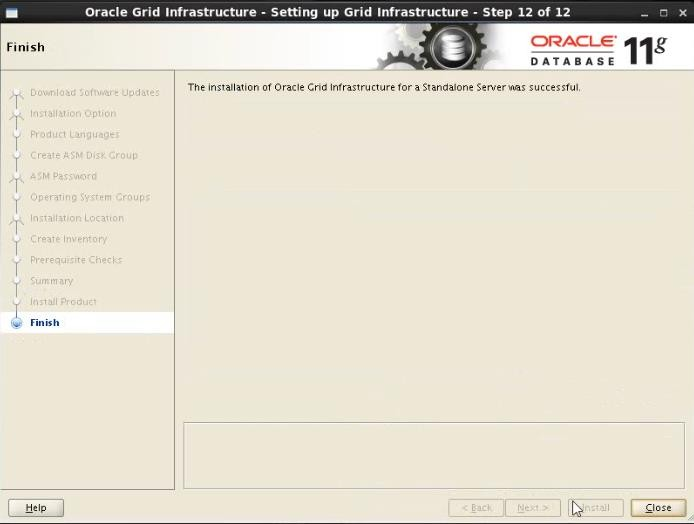 Oracle Grid Infrastructure - Setting up Grid Infrastructure - Step 12 of 12
Finish
ORACLE
DATABASE
11g
Download Software Updates
Installation Option
Product Languages
Create ASM Disk Group
ASM Password
Operating System Groups
Installation Location
Create Inventory
Prerequisite Checks
Summary
Install Product
Finish
The installation of Oracle Grid Infrastructure for a Standalone Server was successful.
Help
< Back
Next >
Install
Close